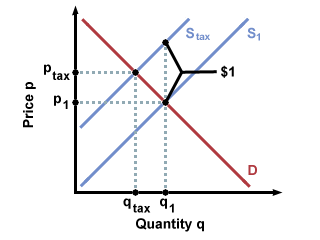 S_tax
S_1
p_tax
$1
p_1
Price p
D
q_tax
q_1
Quantity q